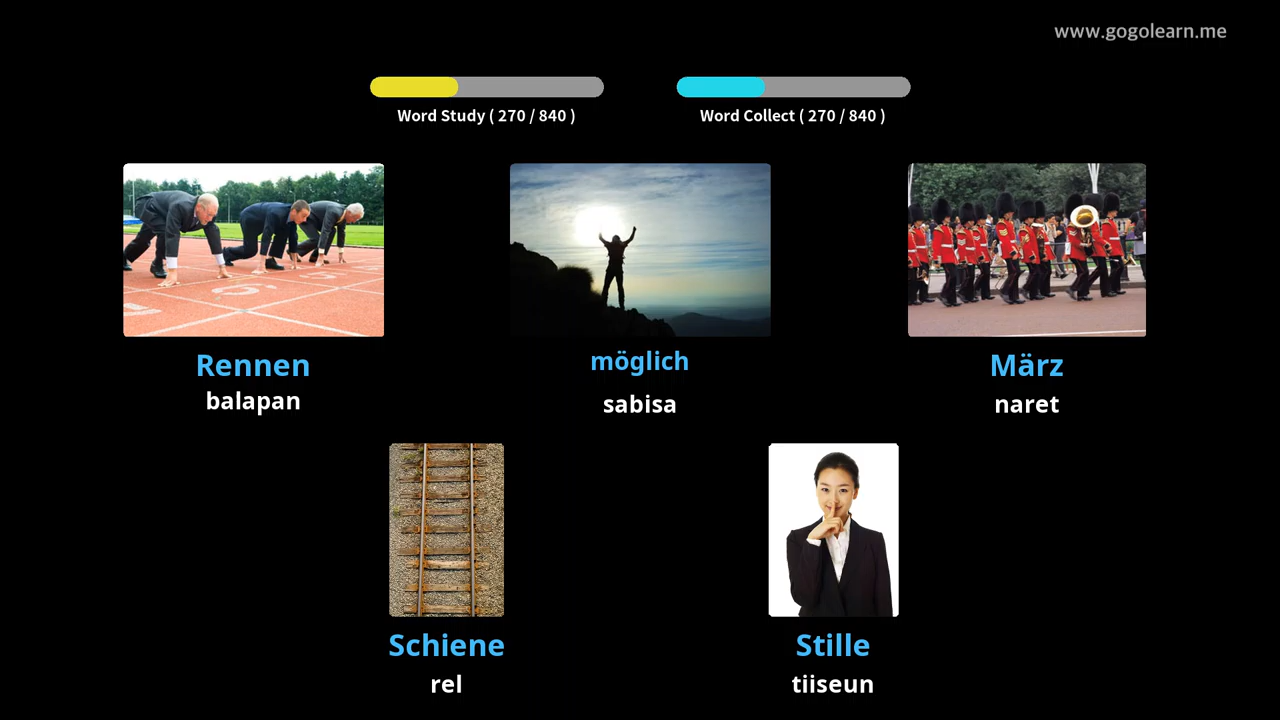 www.gogolearn.me
Word Study ( 270 / 840 )
Word Collect ( 270 / 840 )
Rennen
balapan
möglich
sabisa
März
naret
Schiene
rel
Stille
tiiseun